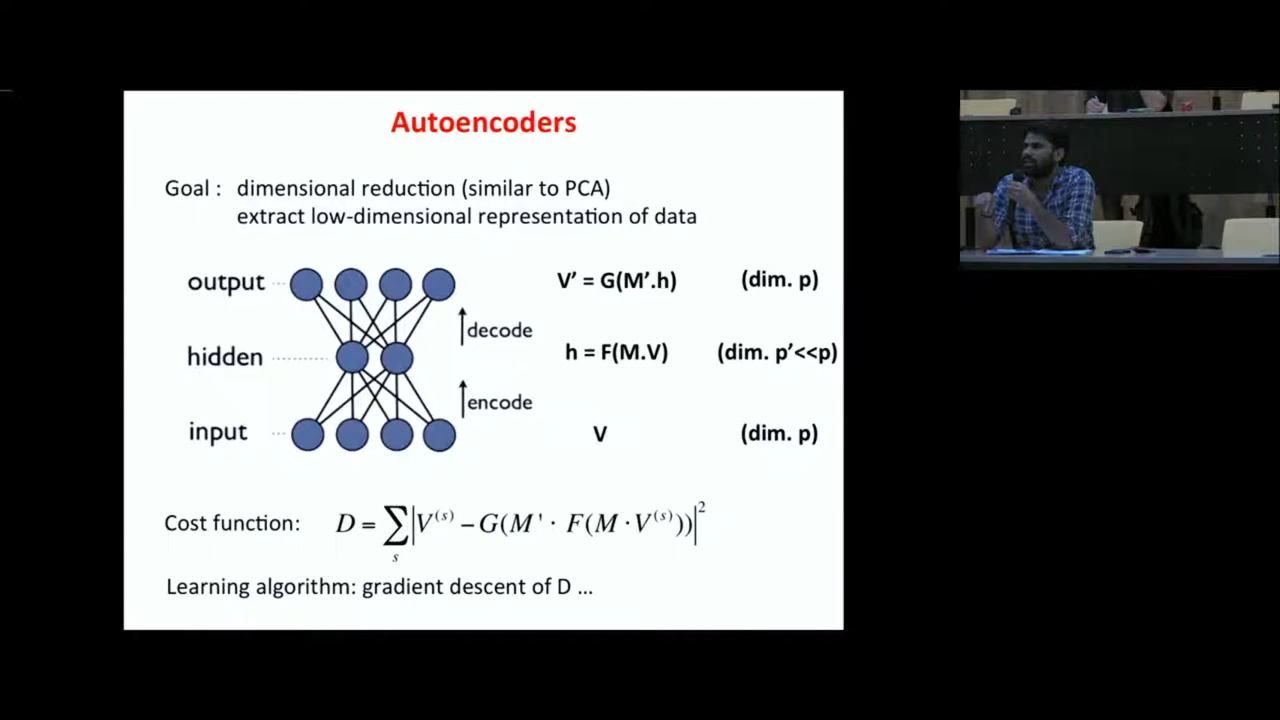 Autoencoders
Goal : dimensional reduction (similar to PCA)
extract low-dimensional representation of data
output V’ = G(M’.h) (dim. p)
decode
hidden h = F(M.V) (dim. p’<<p)
encode
input V (dim. p)
Cost function: D = ∑_s |V^(s) – G(M' · F(M · V^(s)))|^2
Learning algorithm: gradient descent of D ...